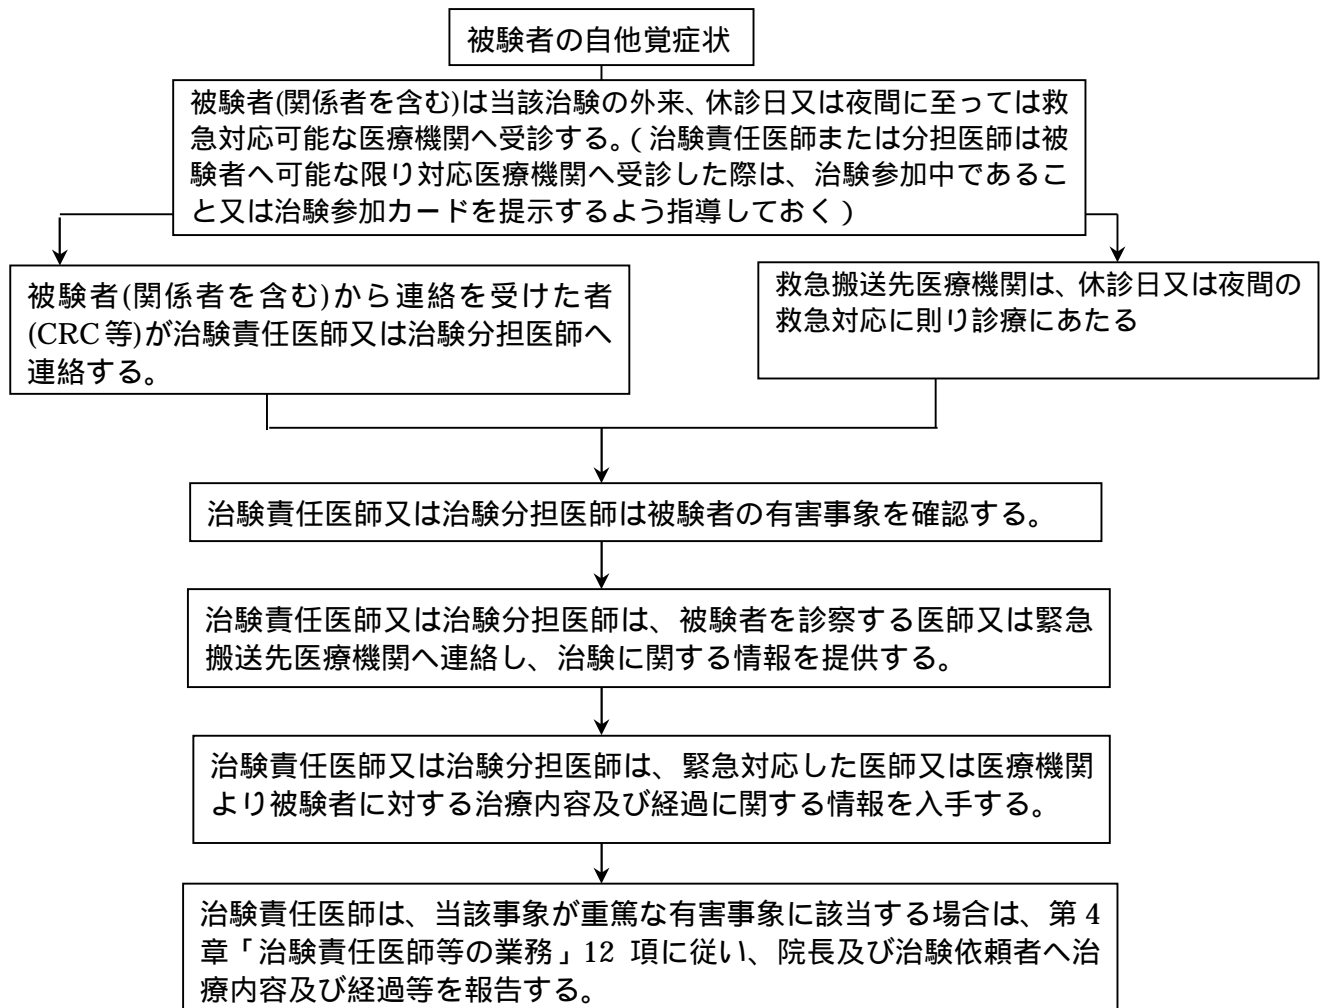 被験者の自他覚症状
被験者(関係者を含む)は当該治験の外来、休診日又は夜間に至っては救
急対応可能な医療機関へ受診する。(治験責任医師または分担医師は被
験者へ可能な限り対応医療機関へ受診した際は、治験参加中であるこ
と又は治験参加カードを提示するよう指導しておく)
被験者(関係者を含む)から連絡を受けた者
(CRC等)が治験責任医師又は治験分担医師へ
連絡する。
救急搬送先医療機関は、休診日又は夜間の
救急対応に則り診療にあたる
治験責任医師又は治験分担医師は被験者の有害事象を確認する。
治験責任医師又は治験分担医師は、被験者を診察する医師又は緊急
搬送先医療機関へ連絡し、治験に関する情報を提供する。
治験責任医師又は治験分担医師は、緊急対応した医師又は医療機関
より被験者に対する治療内容及び経過に関する情報を入手する。
治験責任医師は、当該事象が重篤な有害事象に該当する場合は、第4
章「治験責任医師等の業務」12 項に従い、院長及び治験依頼者へ治
療内容及び経過等を報告する。